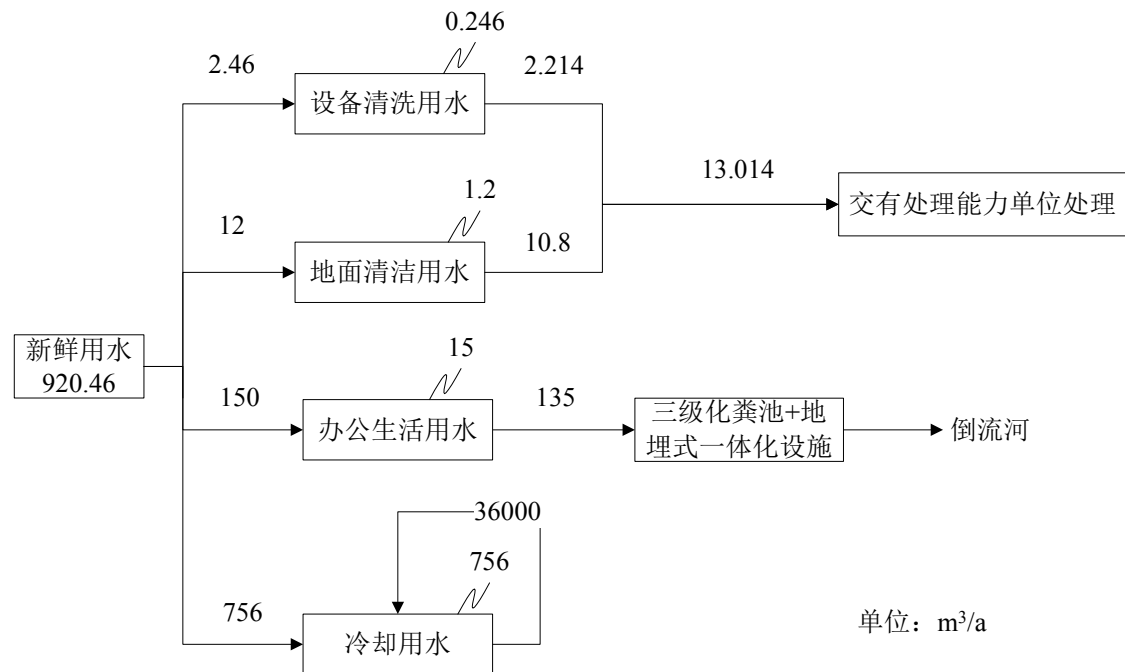 0.246
2.46
2.214
设备清洗用水
13.014
1.2
交有处理能力单位处理
12
10.8
地面清洁用水
新鲜用水
920.46
15
150
135
办公生活用水
三级化粪池+地
埋式一体化设施
倒流河
36000
756
756
冷却用水
单位：m³/a